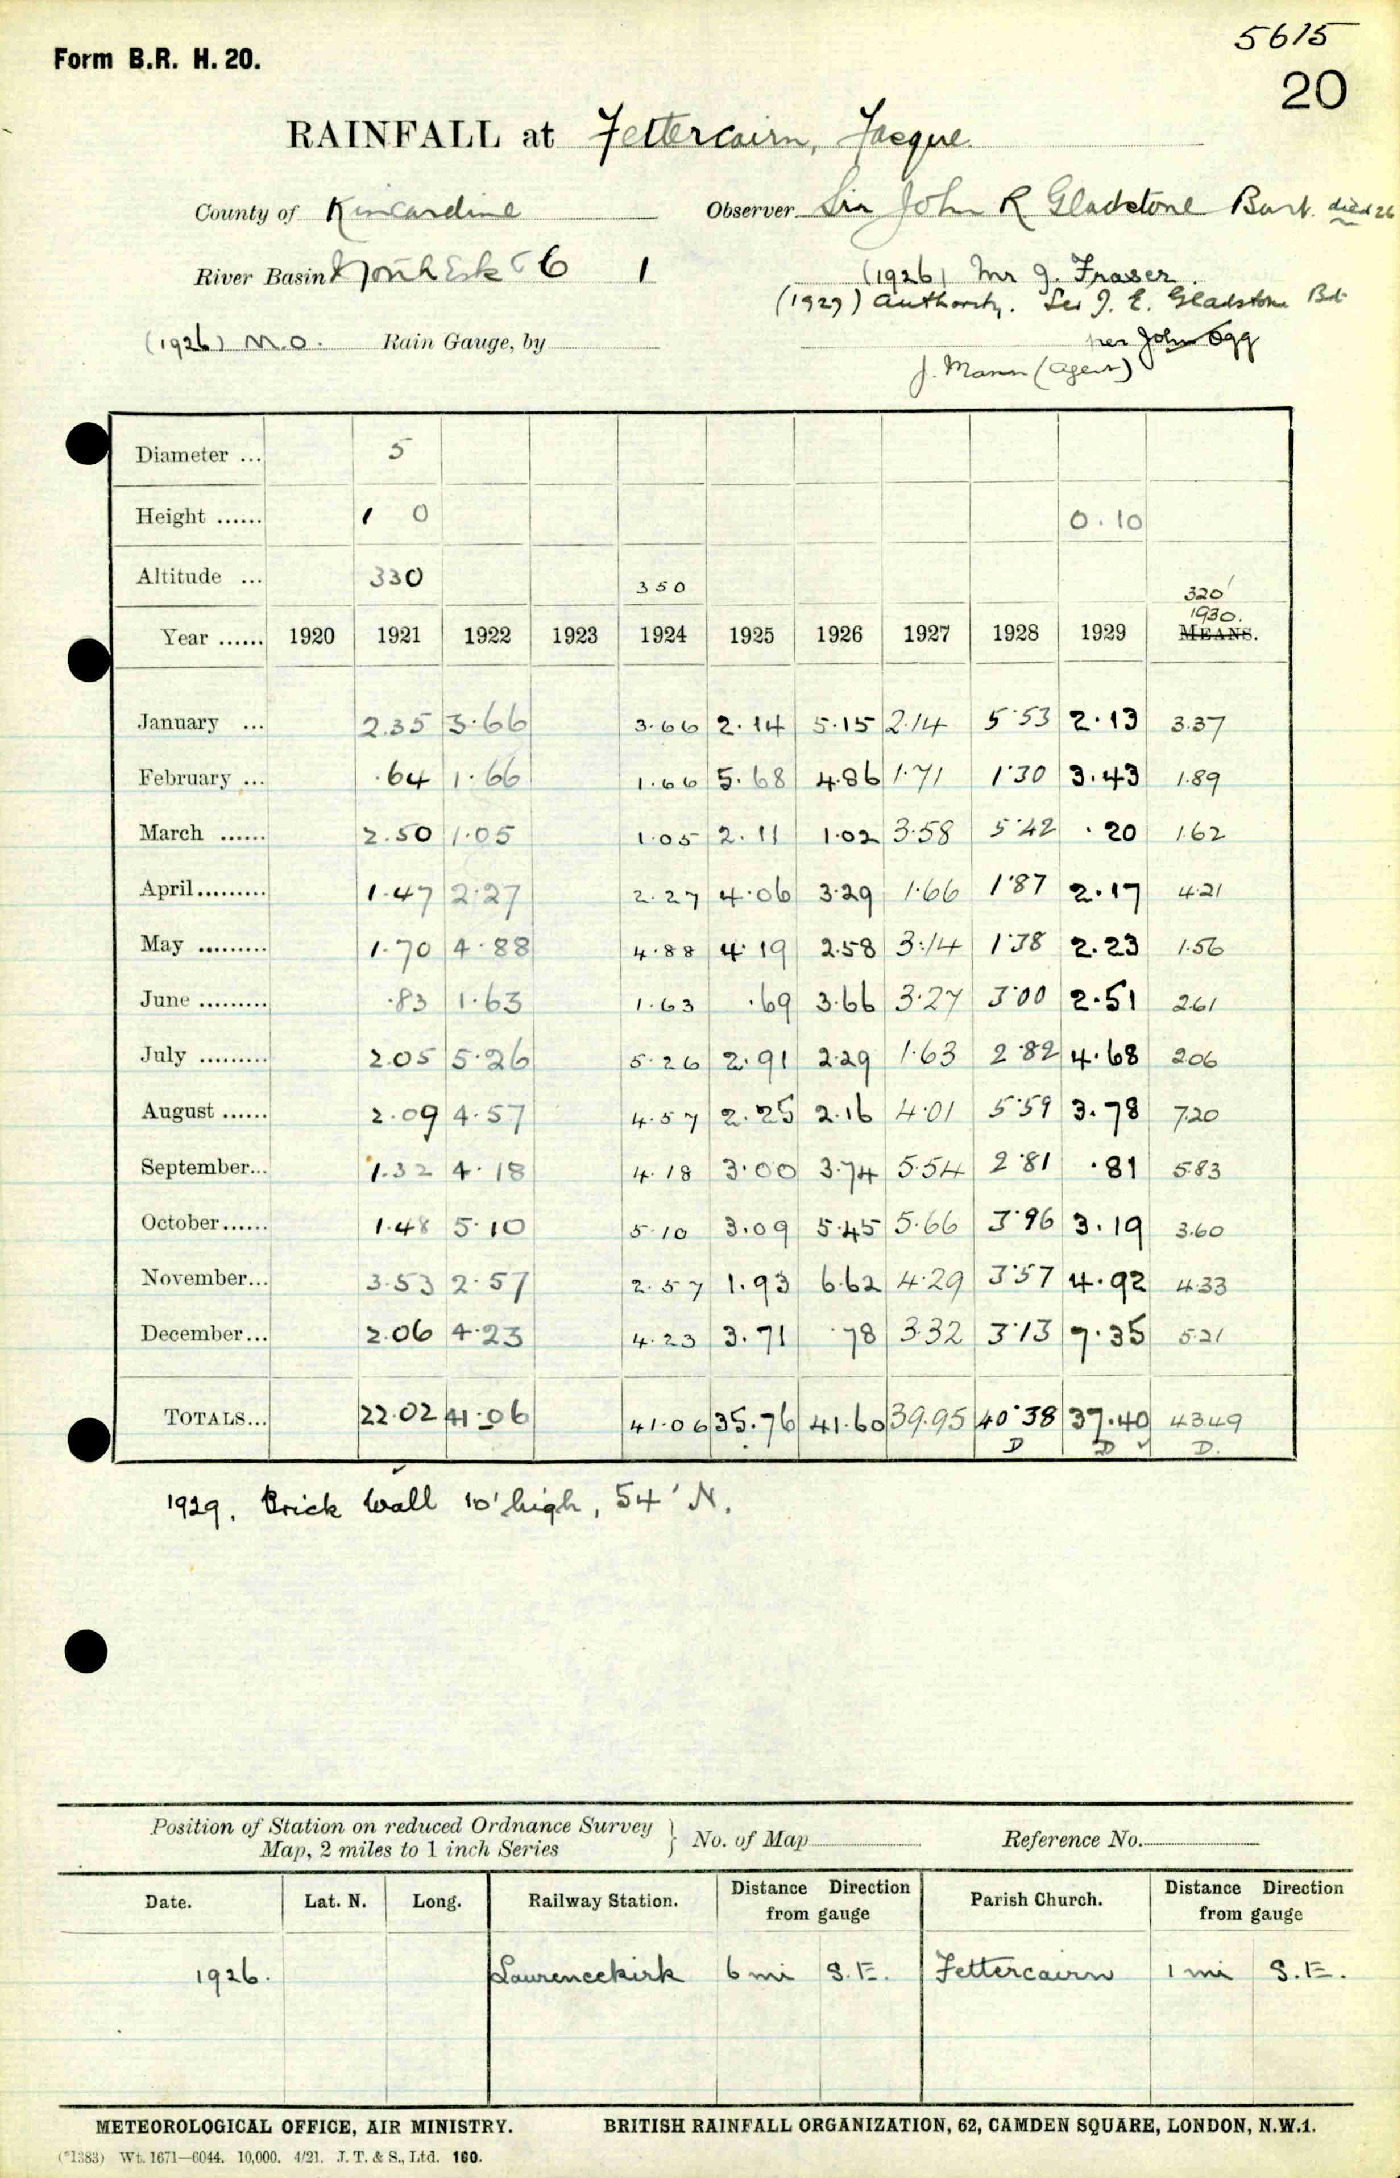 5615
Form B.R. H. 20.
20
RAINFALL at Fettercairn, Fasque.
County of Kincardine Observer Sir John R Gladstone Bart. died 26
River Basin North Esk 6 1 (1926) Mr J. Fraser.
(1927) Authority. Sir J. E. Gladstone Bt.
(1926) M.O. Rain Gauge, by per John Ogg
J. Mann (agent)
Diameter ... 5
Height ...... 1 0 0.10
Altitude ... 330 350 320'
1930.
Year ...... 1920 1921 1922 1923 1924 1925 1926 1927 1928 1929 MEANS.
January ... 2.35 3.66 3.66 2.14 5.15 2.14 5.53 2.13 3.37
February ... .64 1.66 1.66 5.68 4.86 1.71 1.30 3.43 1.89
March ...... 2.50 1.05 1.05 2.11 1.02 3.58 5.42 .20 1.62
April......... 1.47 2.27 2.27 4.06 3.29 1.66 1.87 2.17 4.21
May ......... 1.70 4.88 4.88 4.19 2.58 3.14 1.38 2.23 1.56
June ......... .83 1.63 1.63 .69 3.66 3.27 3.00 2.51 2.61
July ......... 2.05 5.26 5.26 2.91 2.29 1.63 2.82 4.68 2.06
August ...... 2.09 4.57 4.57 2.25 2.16 4.01 5.59 3.78 7.20
September... 1.32 4.18 4.18 3.00 3.74 5.54 2.81 .81 5.83
October...... 1.48 5.10 5.10 3.09 5.45 5.66 3.96 3.19 3.60
November... 3.53 2.57 2.57 1.93 6.62 4.29 3.57 4.92 4.33
December... 2.06 4.23 4.23 3.71 .78 3.32 3.13 7.35 5.21
TOTALS... 22.02 41.06 41.06 35.76 41.60 39.95 40.38 37.40 43.49
D D D.
1929. Brick Wall 10' high, 54' N.
Position of Station on reduced Ordnance Survey
Map, 2 miles to 1 inch Series } No. of Map Reference No.
Date. Lat. N. Long. Railway Station. Distance Direction from gauge Parish Church. Distance Direction from gauge
1926. Laurencekirk 6 mi S.E. Fettercairn 1 mi S.E.
METEOROLOGICAL OFFICE, AIR MINISTRY. BRITISH RAINFALL ORGANIZATION, 62, CAMDEN SQUARE, LONDON, N.W.1.
(*1383) Wt. 1671—6044. 10,000. 4/21. J. T. & S., Ltd. 160.